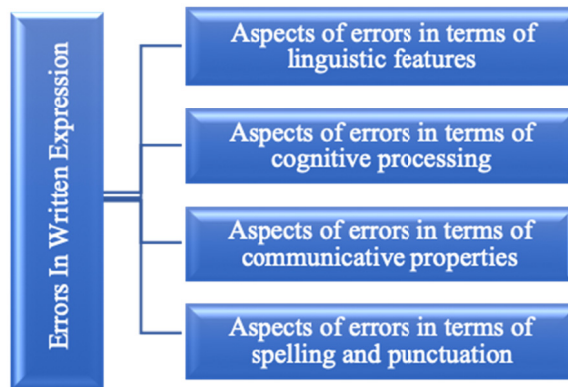 Errors In Written Expression
Aspects of errors in terms of
linguistic features
Aspects of errors in terms of
cognitive processing
Aspects of errors in terms of
communicative properties
Aspects of errors in terms of
spelling and punctuation